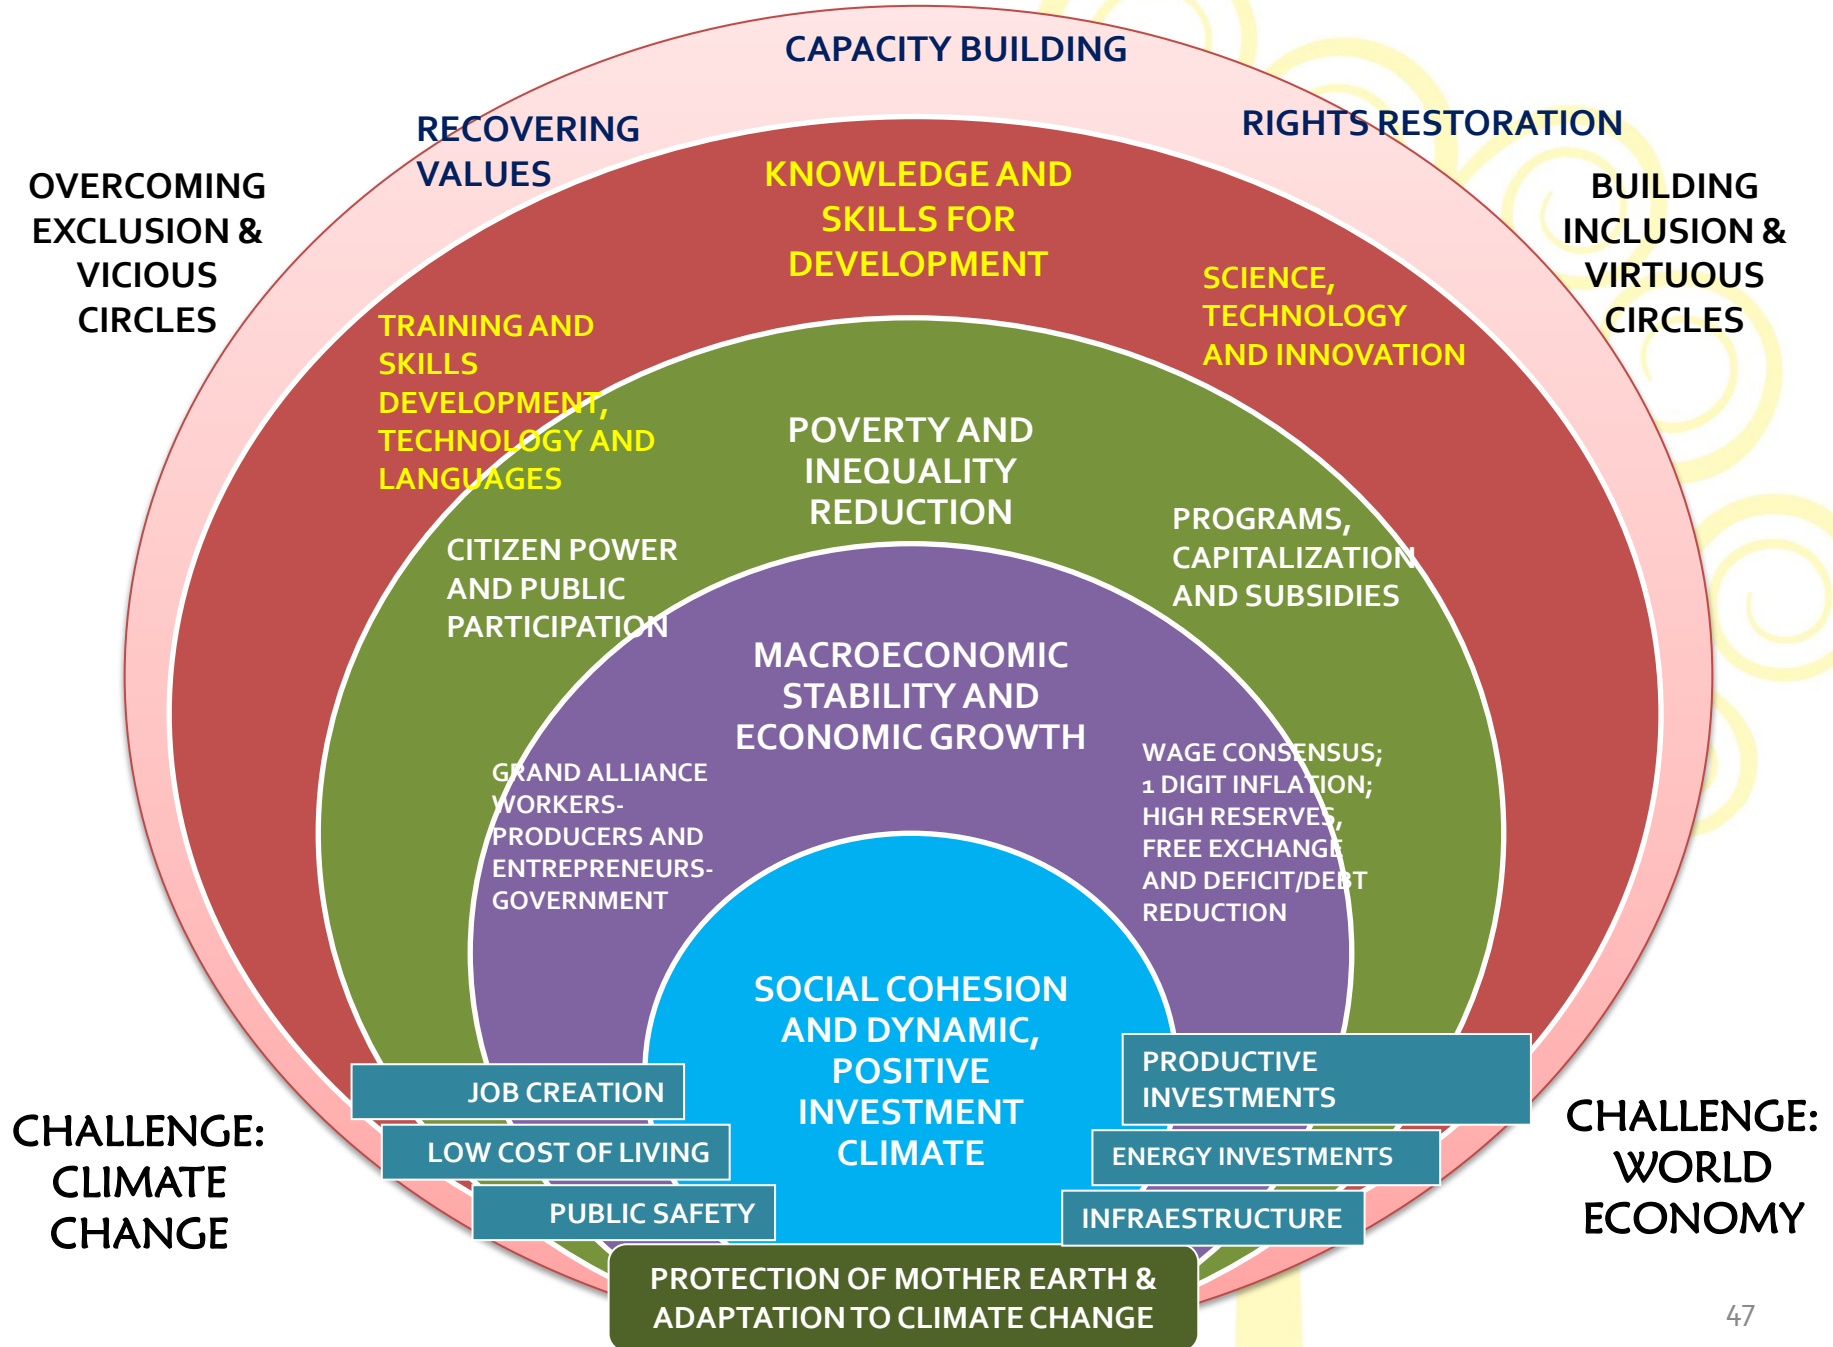 CAPACITY BUILDING
RECOVERING
VALUES
RIGHTS RESTORATION
OVERCOMING
EXCLUSION &
VICIOUS
CIRCLES
BUILDING
INCLUSION &
VIRTUOUS
CIRCLES
KNOWLEDGE AND
SKILLS FOR
DEVELOPMENT
TRAINING AND
SKILLS
DEVELOPMENT,
TECHNOLOGY AND
LANGUAGES
SCIENCE,
TECHNOLOGY
AND INNOVATION
POVERTY AND
INEQUALITY
REDUCTION
CITIZEN POWER
AND PUBLIC
PARTICIPATION
PROGRAMS,
CAPITALIZATION
AND SUBSIDIES
MACROECONOMIC
STABILITY AND
ECONOMIC GROWTH
GRAND ALLIANCE
WORKERS-
PRODUCERS AND
ENTREPRENEURS-
GOVERNMENT
WAGE CONSENSUS;
1 DIGIT INFLATION;
HIGH RESERVES,
FREE EXCHANGE
AND DEFICIT/DEBT
REDUCTION
SOCIAL COHESION
AND DYNAMIC,
POSITIVE
INVESTMENT
CLIMATE
JOB CREATION
LOW COST OF LIVING
PUBLIC SAFETY
PRODUCTIVE
INVESTMENTS
ENERGY INVESTMENTS
INFRAESTRUCTURE
CHALLENGE:
CLIMATE
CHANGE
CHALLENGE:
WORLD
ECONOMY
PROTECTION OF MOTHER EARTH &
ADAPTATION TO CLIMATE CHANGE
47